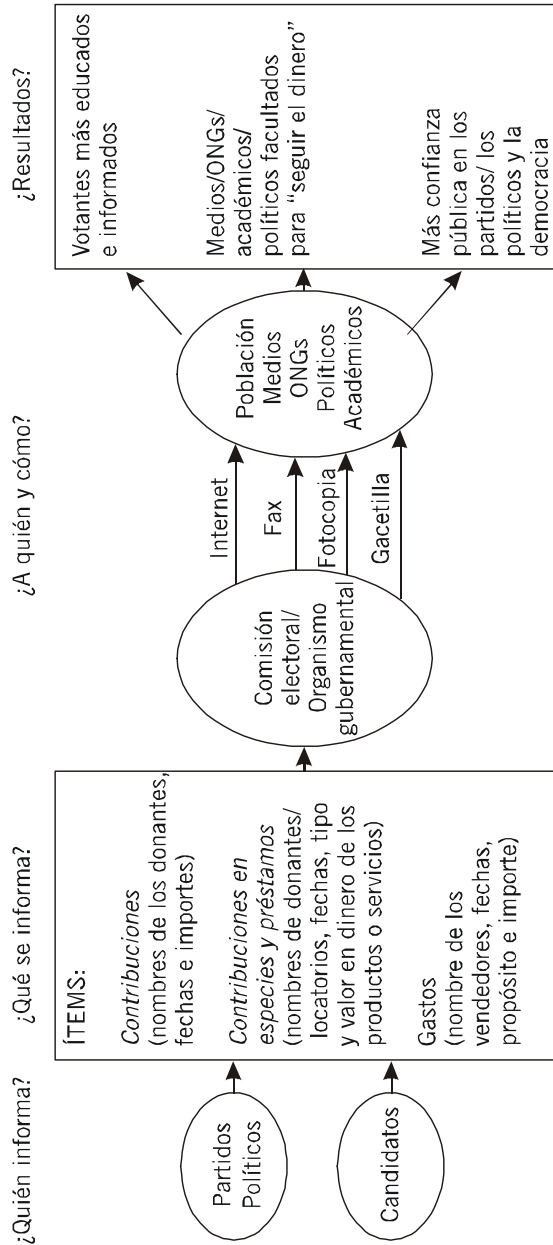 ¿Quién informa?
¿Qué se informa?
¿A quién y cómo?
¿Resultados?
Partidos
Políticos
Candidatos
ÍTEMS:
Contribuciones
(nombres de los donantes,
fechas e importes)
Contribuciones en
especies y préstamos
(nombres de donantes/
locatorios, fechas, tipo
y valor en dinero de los
productos o servicios)
Gastos
(nombre de los
vendedores, fechas,
propósito e importe)
Comisión
electoral/
Organismo
gubernamental
Internet
Fax
Fotocopia
Gacetilla
Población
Medios
ONGs
Políticos
Académicos
Votantes más educados
e informados
Medios/ONGs/
académicos/
políticos facultados
para “seguir el dinero”
Más confianza
pública en los
partidos/ los
políticos y la
democracia